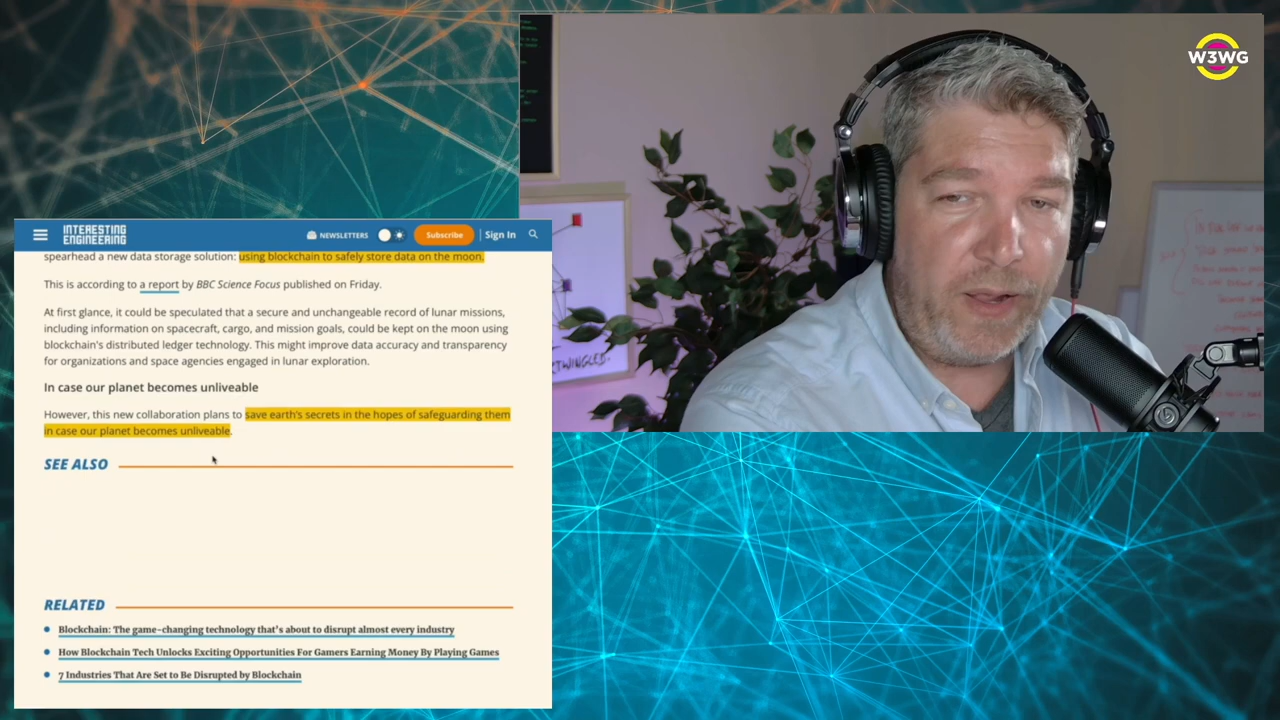 W3WG
INTERESTING
ENGINEERING
NEWSLETTERS
Subscribe
Sign In
spearhead a new data storage solution: using blockchain to safely store data on the moon.
This is according to a report by BBC Science Focus published on Friday.
At first glance, it could be speculated that a secure and unchangeable record of lunar missions,
including information on spacecraft, cargo, and mission goals, could be kept on the moon using
blockchain's distributed ledger technology. This might improve data accuracy and transparency
for organizations and space agencies engaged in lunar exploration.
In case our planet becomes unliveable
However, this new collaboration plans to save earth's secrets in the hopes of safeguarding them
in case our planet becomes unliveable.
SEE ALSO
RELATED
Blockchain: The game-changing technology that's about to disrupt almost every industry
How Blockchain Tech Unlocks Exciting Opportunities For Gamers Earning Money By Playing Games
7 Industries That Are Set to Be Disrupted by Blockchain